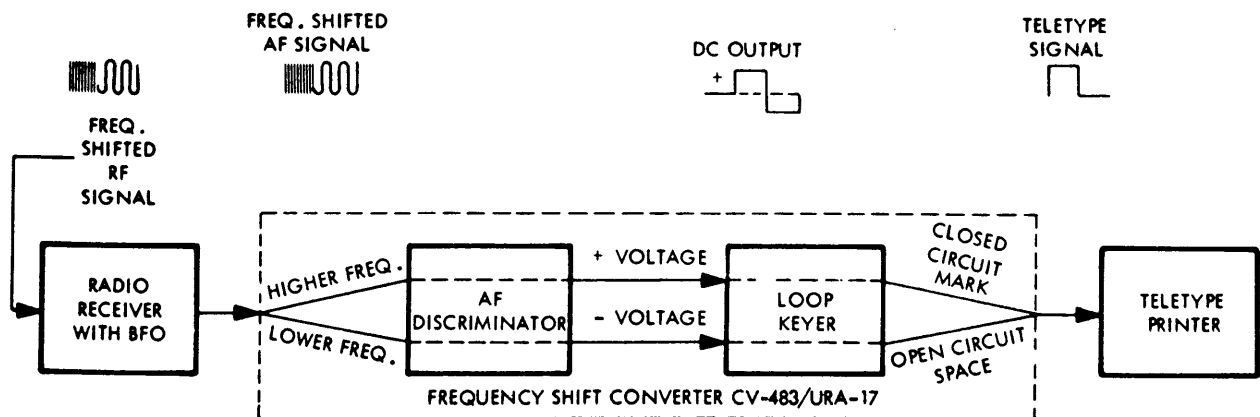 FREQ. SHIFTED
AF SIGNAL
DC OUTPUT
+
TELETYPE
SIGNAL
FREQ.
SHIFTED
RF
SIGNAL
RADIO
RECEIVER
WITH BFO
HIGHER FREQ.
LOWER FREQ.
AF
DISCRIMINATOR
+ VOLTAGE
- VOLTAGE
LOOP
KEYER
CLOSED
CIRCUIT
MARK
OPEN CIRCUIT
SPACE
TELETYPE
PRINTER
FREQUENCY SHIFT CONVERTER CV-483/URA-17